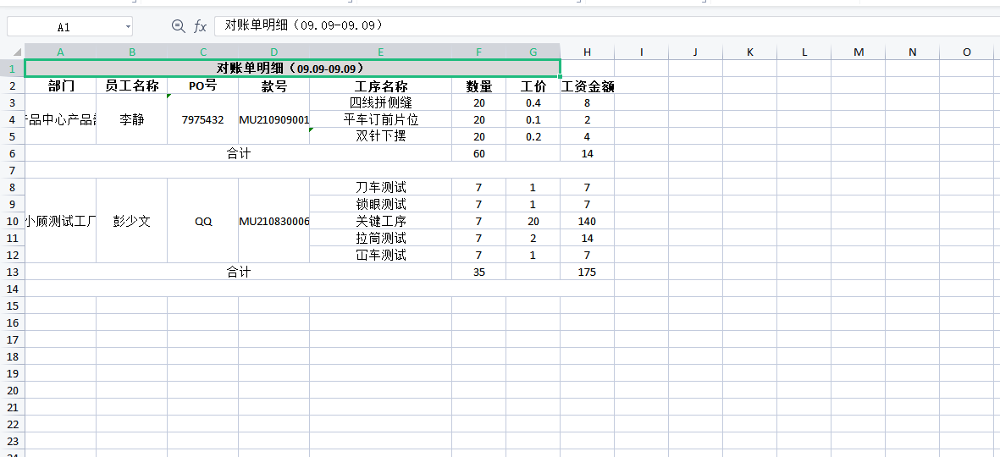 A1
fx
对账单明细（09.09-09.09）
A B C D E F G H I J K L M N O
1 对账单明细（09.09-09.09）
2 部门 员工名称 PO号 款号 工序名称 数量 工价 工资金额
3 四线拼侧缝 20 0.4 8
4 品中心产品 李静 7975432 MU210909001 平车订前片位 20 0.1 2
5 双针下摆 20 0.2 4
6 合计 60 14
7
8 刀车测试 7 1 7
9 锁眼测试 7 1 7
10 小顾测试工厂 彭少文 QQ MU210830006 关键工序 7 20 140
11 拉筒测试 7 2 14
12 冚车测试 7 1 7
13 合计 35 175
14
15
16
17
18
19
20
21
22
23
24